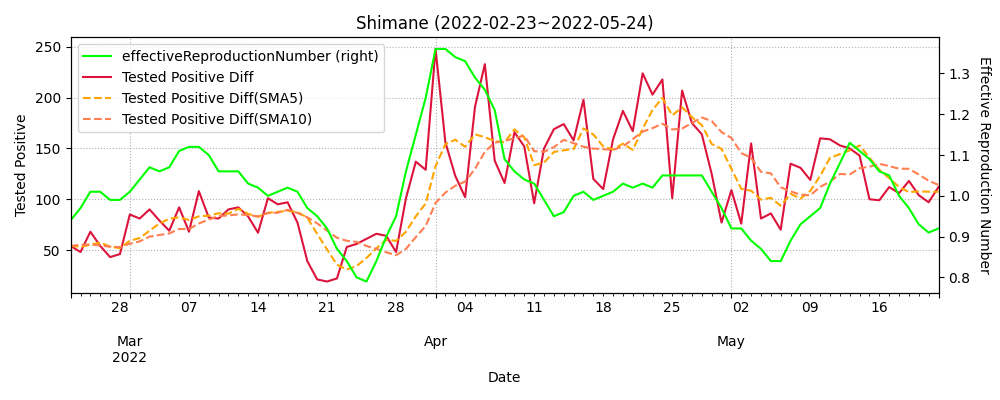 Shimane (2022-02-23~2022-05-24)
effectiveReproductionNumber (right)
Tested Positive Diff
Tested Positive Diff(SMA5)
Tested Positive Diff(SMA10)
Tested Positive
250
200
150
100
50
1.3
1.2
1.1
1.0
0.9
0.8
Effective Reproduction Number
28 07 14 21 28 04 11 18 25 02 09 16
Mar Apr May
2022
Date